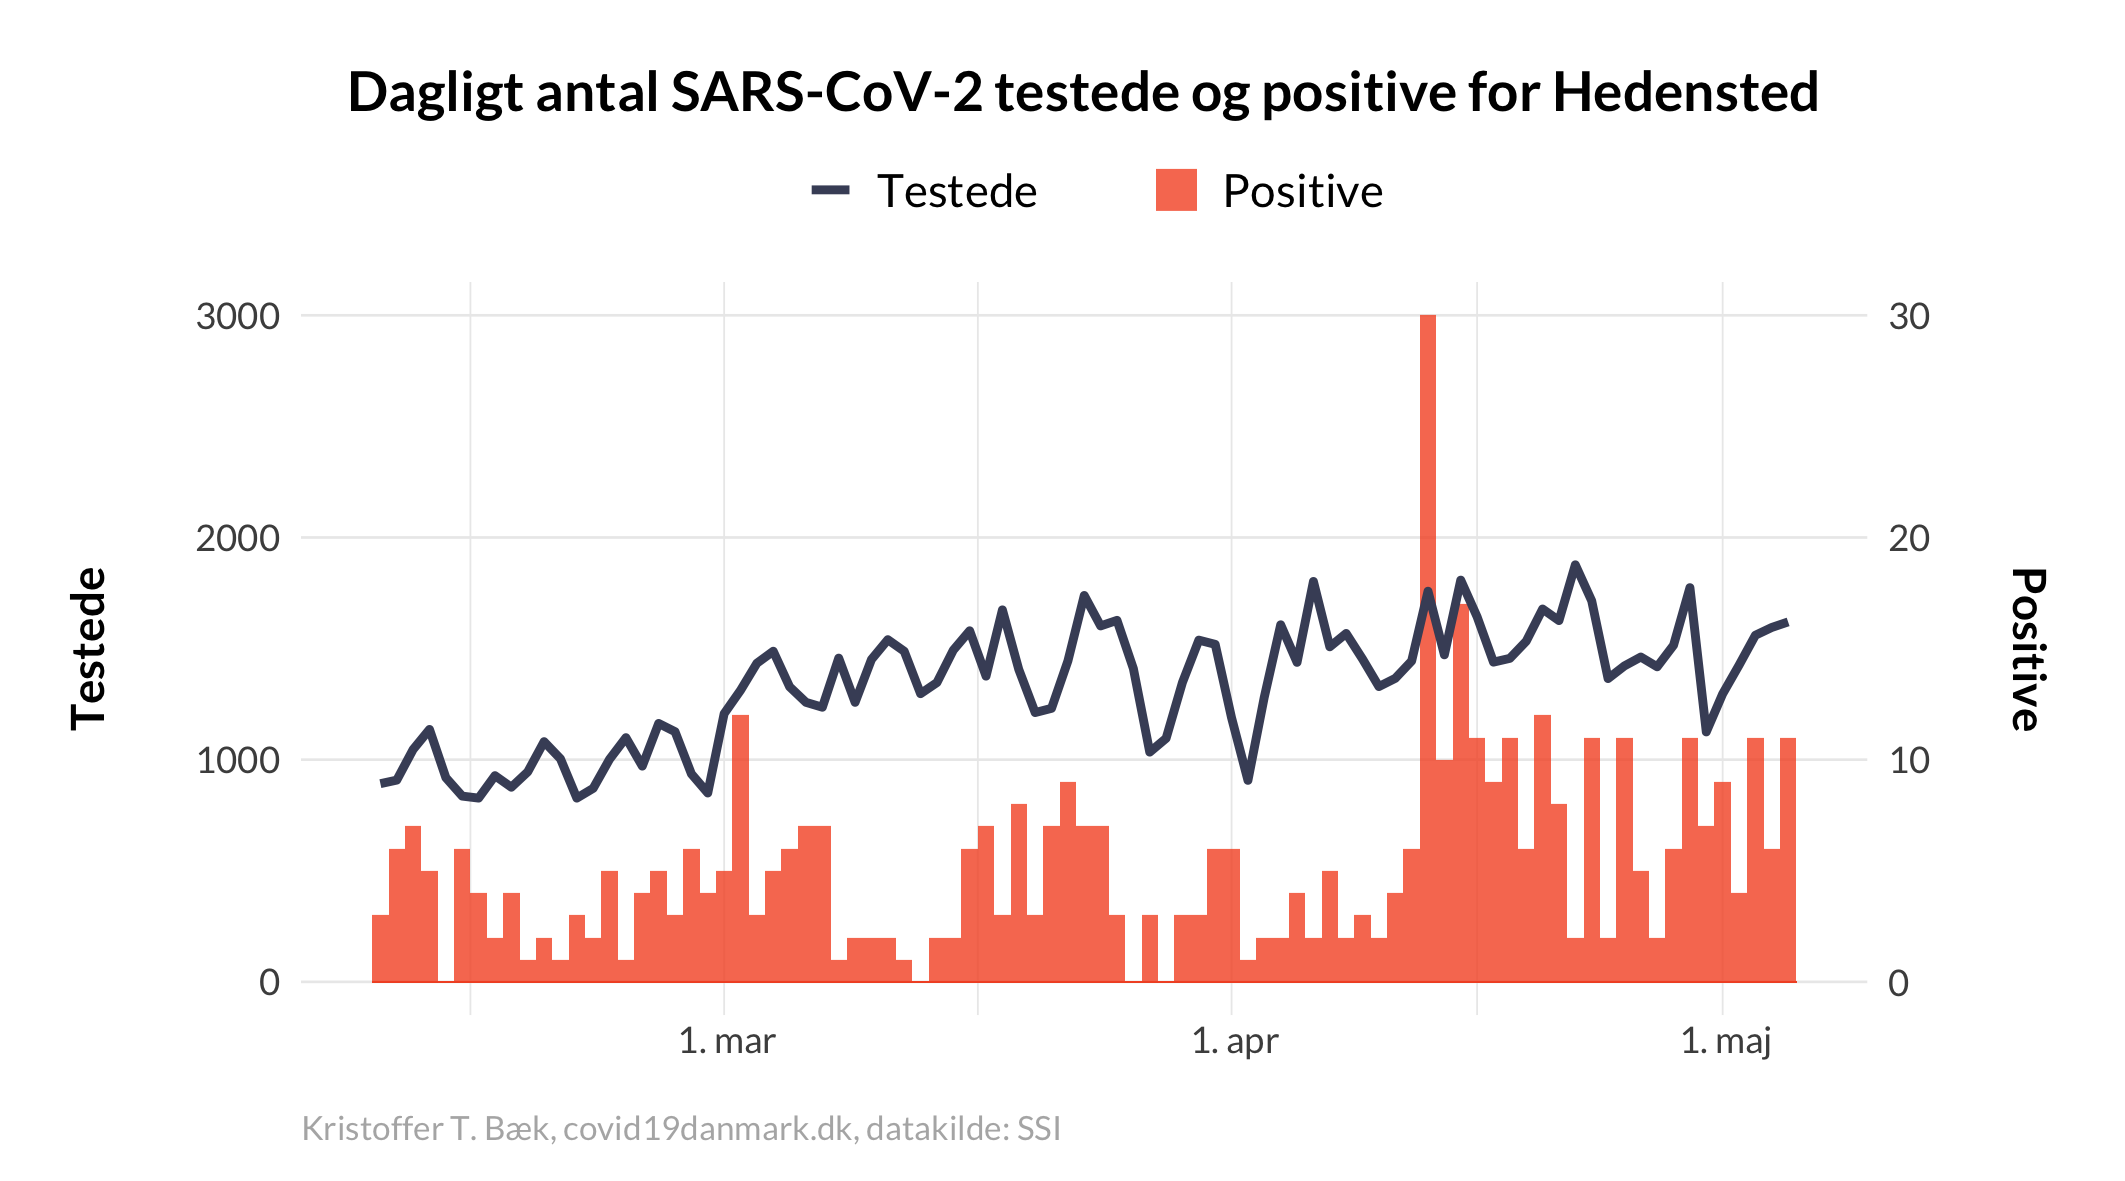 Dagligt antal SARS-CoV-2 testede og positive for Hedensted
Testede
Positive
3000
30
2000
20
1000
10
0
0
Testede
Positive
1. mar
1. apr
1. maj
Kristoffer T. Bæk, covid19danmark.dk, datakilde: SSI